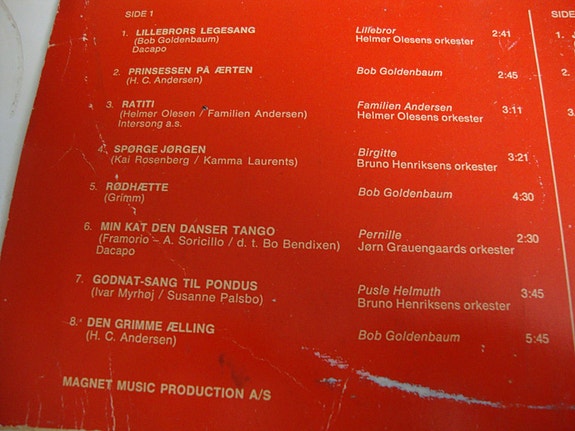 SIDE 1
1. LILLEBRORS LEGESANG Lillebror 2:41
(Bob Goldenbaum) Helmer Olesens orkester
Dacapo
2. PRINSESSEN PÅ ÆRTEN Bob Goldenbaum 2:45
(H. C. Andersen)
3. RATITI Familien Andersen 3:11
(Helmer Olesen / Familien Andersen) Helmer Olesens orkester
Intersong a.s.
4. SPØRGE JØRGEN Birgitte 3:21
(Kai Rosenberg / Kamma Laurents) Bruno Henriksens orkester
5. RØDHÆTTE Bob Goldenbaum 4:30
(Grimm)
6. MIN KAT DEN DANSER TANGO Pernille 2:30
(Framorio – A. Soricillo / d. t. Bo Bendixen) Jørn Grauengaards orkester
Dacapo
7. GODNAT-SANG TIL PONDUS Pusle Helmuth 3:45
(Ivar Myrhøj / Susanne Palsbo) Bruno Henriksens orkester
8. DEN GRIMME ÆLLING Bob Goldenbaum 5:45
(H. C. Andersen)
MAGNET MUSIC PRODUCTION A/S
SIDE
1.
2.
3.